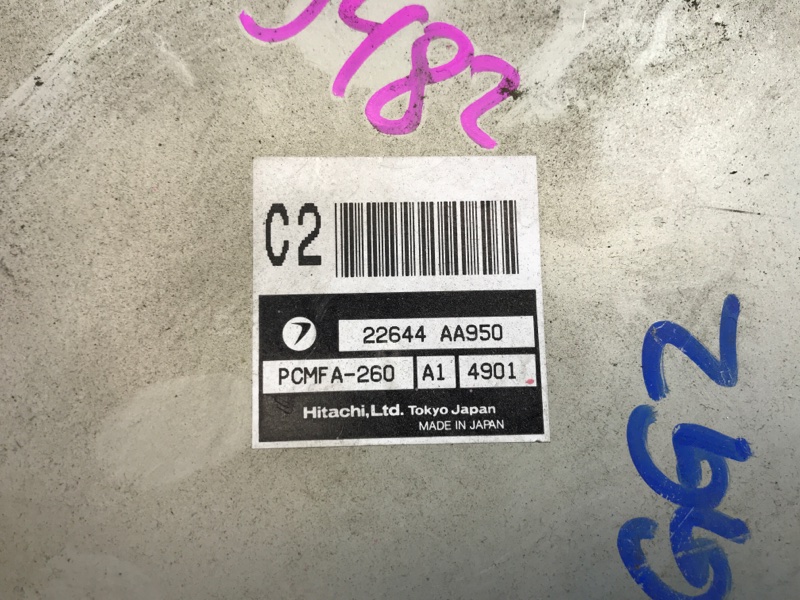 C2
22644 AA950
PCMFA-260 A1 4901
Hitachi,Ltd. Tokyo Japan
MADE IN JAPAN
GG2